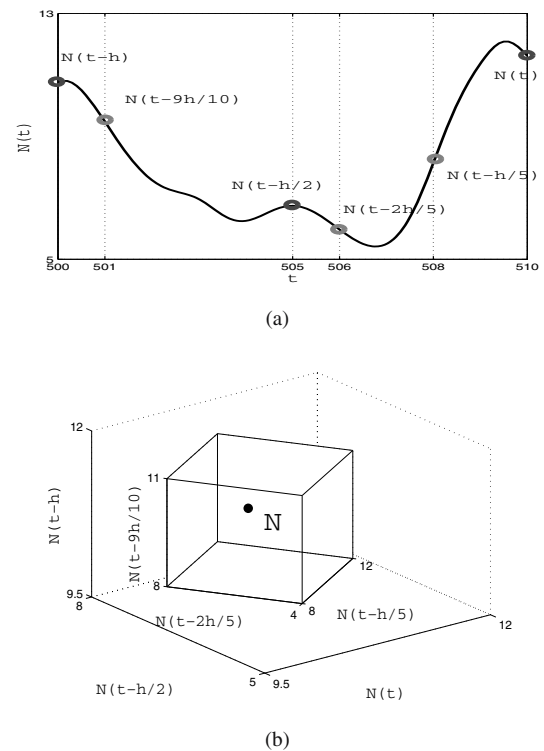 13
N(t-h)
N(t)
N(t-9h/10)
N(t)
N(t-h/5)
N(t-h/2)
N(t-2h/5)
5
500 501 505 506 508 510
t
(a)
12
11
N(t-h)
N(t-9h/10)
N
12
9.5
8
8
4 8
N(t-2h/5)
N(t-h/5)
12
5 9.5
N(t-h/2)
N(t)
(b)